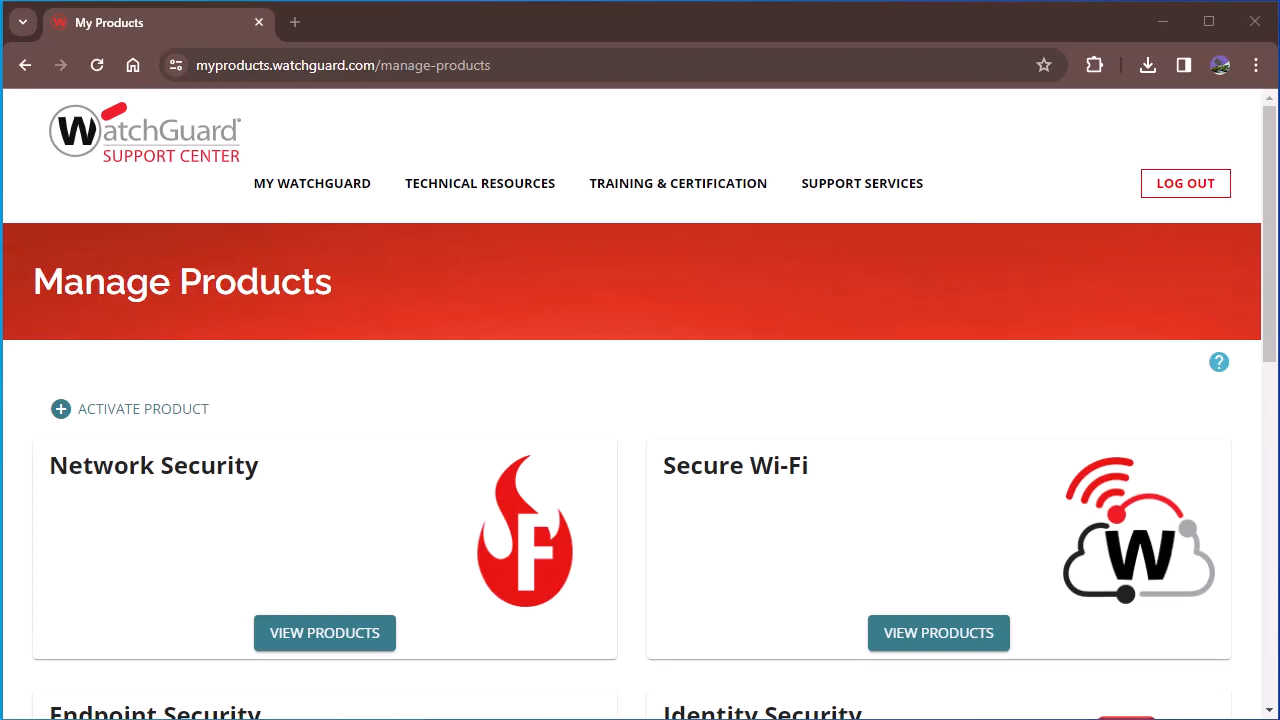 My Products
myproducts.watchguard.com/manage-products
WatchGuard
SUPPORT CENTER
MY WATCHGUARD TECHNICAL RESOURCES TRAINING & CERTIFICATION SUPPORT SERVICES LOG OUT
Manage Products
?
ACTIVATE PRODUCT
Network Security
F
VIEW PRODUCTS
Secure Wi-Fi
W
VIEW PRODUCTS
Endpoint Security
Identity Security